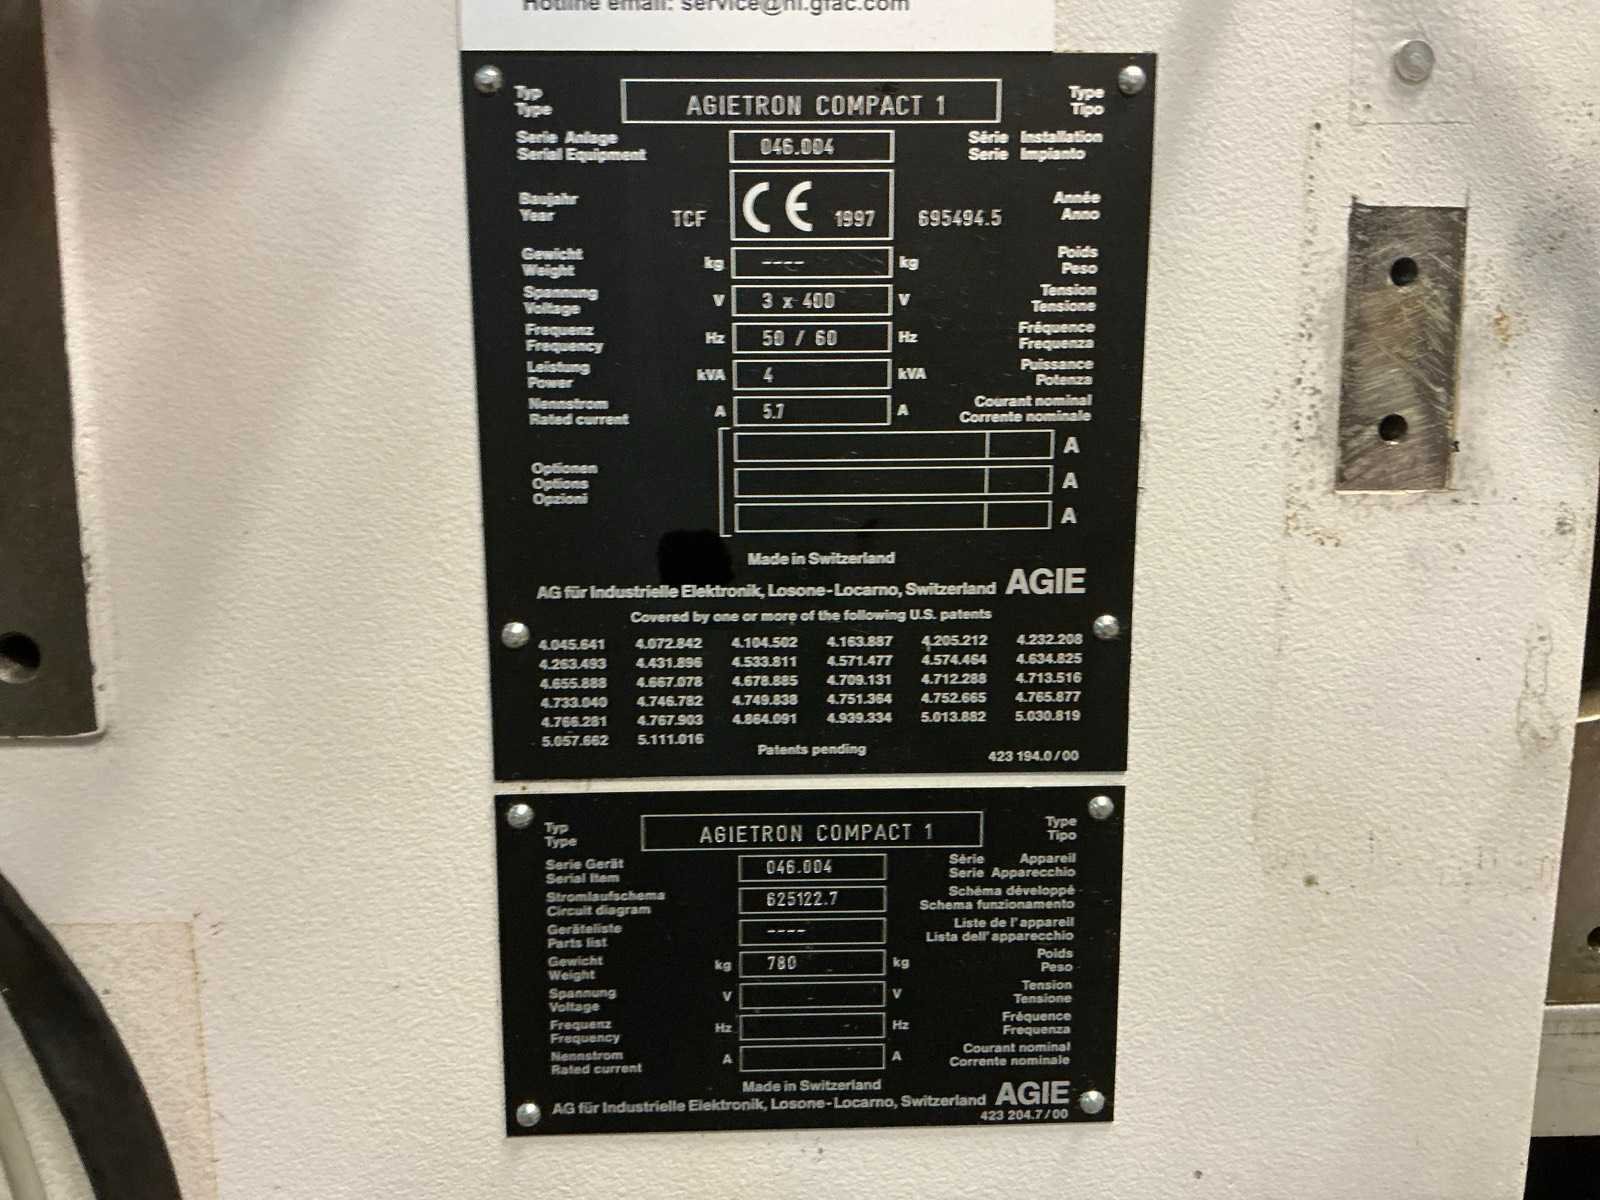 Hotline email: service@nl.gfac.com
Typ Type AGIETRON COMPACT 1 Type Tipo
Serie Anlage Serial Equipment 046.004 Série Installation Serie Impianto
Baujahr Year TCF CE 1997 695494.5 Année Anno
Gewicht Weight kg ---- kg Poids Peso
Spannung Voltage V 3 x 400 V Tension Tensione
Frequenz Frequency Hz 50 / 60 Hz Fréquence Frequenza
Leistung Power kVA 4 kVA Puissance Potenza
Nennstrom Rated current A 5.7 A Courant nominal Corrente nominale
A
Optionen Options Opzioni A
A
Made in Switzerland
AG für Industrielle Elektronik, Losone-Locarno, Switzerland AGIE
Covered by one or more of the following U.S. patents
4.045.641 4.072.842 4.104.502 4.163.887 4.205.212 4.232.208
4.263.493 4.431.896 4.533.811 4.571.477 4.574.464 4.634.825
4.655.888 4.667.078 4.678.885 4.709.131 4.712.288 4.713.516
4.733.040 4.746.782 4.749.838 4.751.364 4.752.665 4.765.877
4.766.281 4.767.903 4.864.091 4.939.334 5.013.882 5.030.819
5.057.662 5.111.016
Patents pending 423 194.0/00
Typ Type AGIETRON COMPACT 1 Type Tipo
Serie Gerät Serial Item 046.004 Série Appareil Serie Apparecchio
Stromlaufschema Circuit diagram 625122.7 Schéma développé Schema funzionamento
Geräteliste Parts list ---- Liste de l'appareil Lista dell'apparecchio
Gewicht Weight kg 780 kg Poids Peso
Spannung Voltage V V Tension Tensione
Frequenz Frequency Hz Hz Fréquence Frequenza
Nennstrom Rated current A A Courant nominal Corrente nominale
Made in Switzerland
AG für Industrielle Elektronik, Losone-Locarno, Switzerland AGIE
423 204.7/00